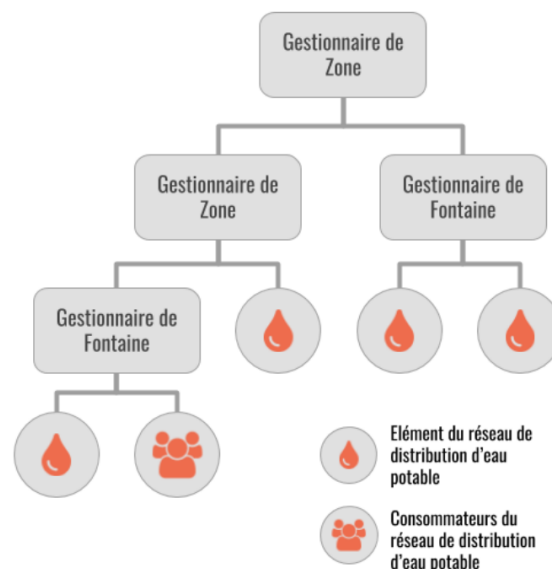 Gestionnaire de
Zone
Gestionnaire de
Zone
Gestionnaire de
Fontaine
Gestionnaire de
Fontaine
Elément du réseau de
distribution d'eau
potable
Consommateurs du
réseau de distribution
d'eau potable